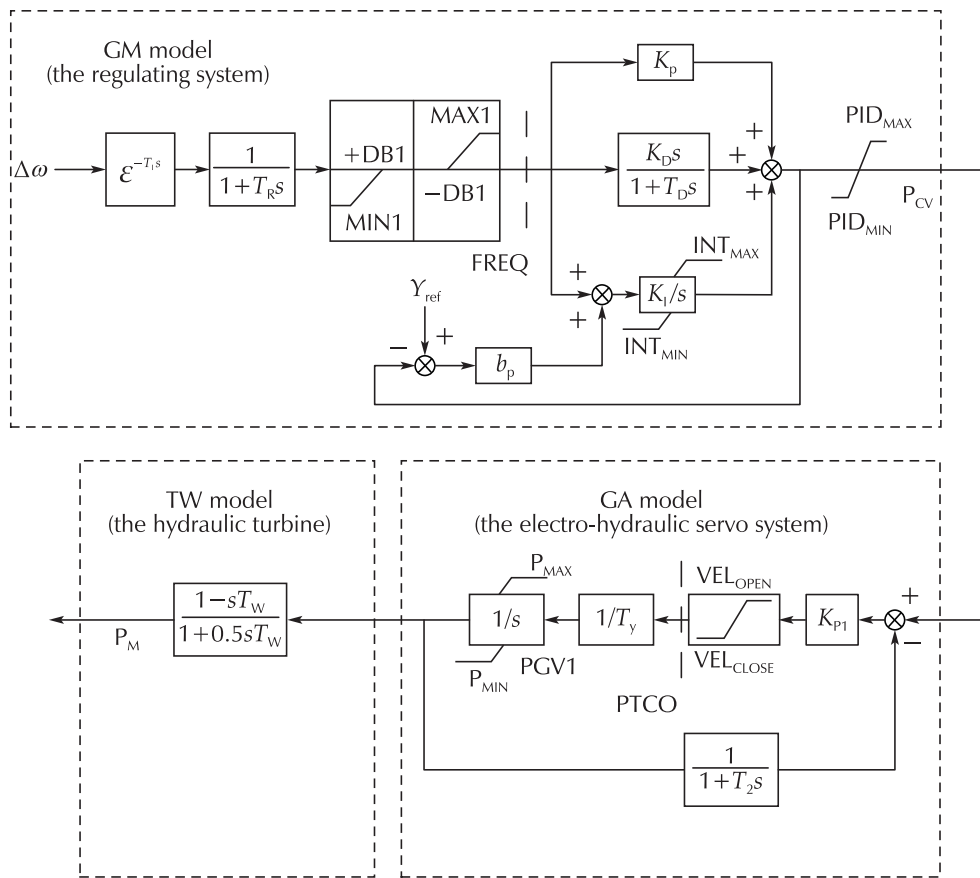 GM model
(the regulating system)
Δω
ε^{-T_1 s}
1
1+T_R s
+DB1
MIN1
MAX1
−DB1
FREQ
K_p
K_D s
1+T_D s
+
+
+
PID_MAX
PID_MIN
P_CV
INT_MAX
+
K_I/s
+
INT_MIN
Y_ref
−
+
b_p
TW model
(the hydraulic turbine)
1−sT_W
1+0.5sT_W
P_M
GA model
(the electro-hydraulic servo system)
P_MAX
1/s
P_MIN
PGV1
1/T_y
VEL_OPEN
VEL_CLOSE
PTCO
K_P1
+
−
1
1+T_2 s